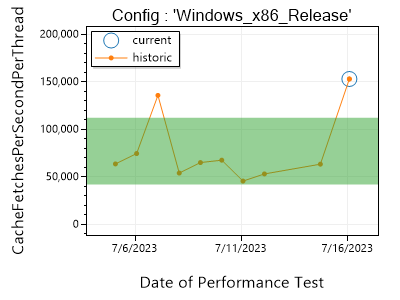 Config : 'Windows_x86_Release'
CacheFetchesPerSecondPerThread
200,000
150,000
100,000
50,000
0
current
historic
7/6/2023
7/11/2023
7/16/2023
Date of Performance Test